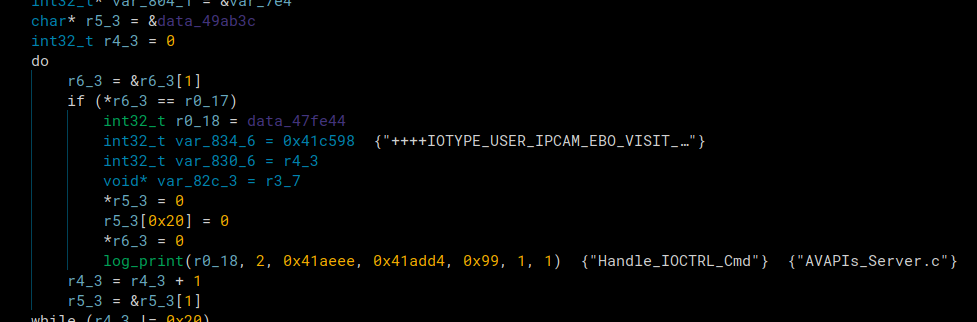 int32_t* var_804_1 = &var_7e4
char* r5_3 = &data_49ab3c
int32_t r4_3 = 0
do
r6_3 = &r6_3[1]
if (*r6_3 == r0_17)
int32_t r0_18 = data_47fe44
int32_t var_834_6 = 0x41c598 {"++++IOTYPE_USER_IPCAM_EBO_VISIT_…"}
int32_t var_830_6 = r4_3
void* var_82c_3 = r3_7
*r5_3 = 0
r5_3[0x20] = 0
*r6_3 = 0
log_print(r0_18, 2, 0x41aeee, 0x41add4, 0x99, 1, 1) {"Handle_IOCTRL_Cmd"} {"AVAPIs_Server.c"}
r4_3 = r4_3 + 1
r5_3 = &r5_3[1]
while (r4_3 != 0x20)